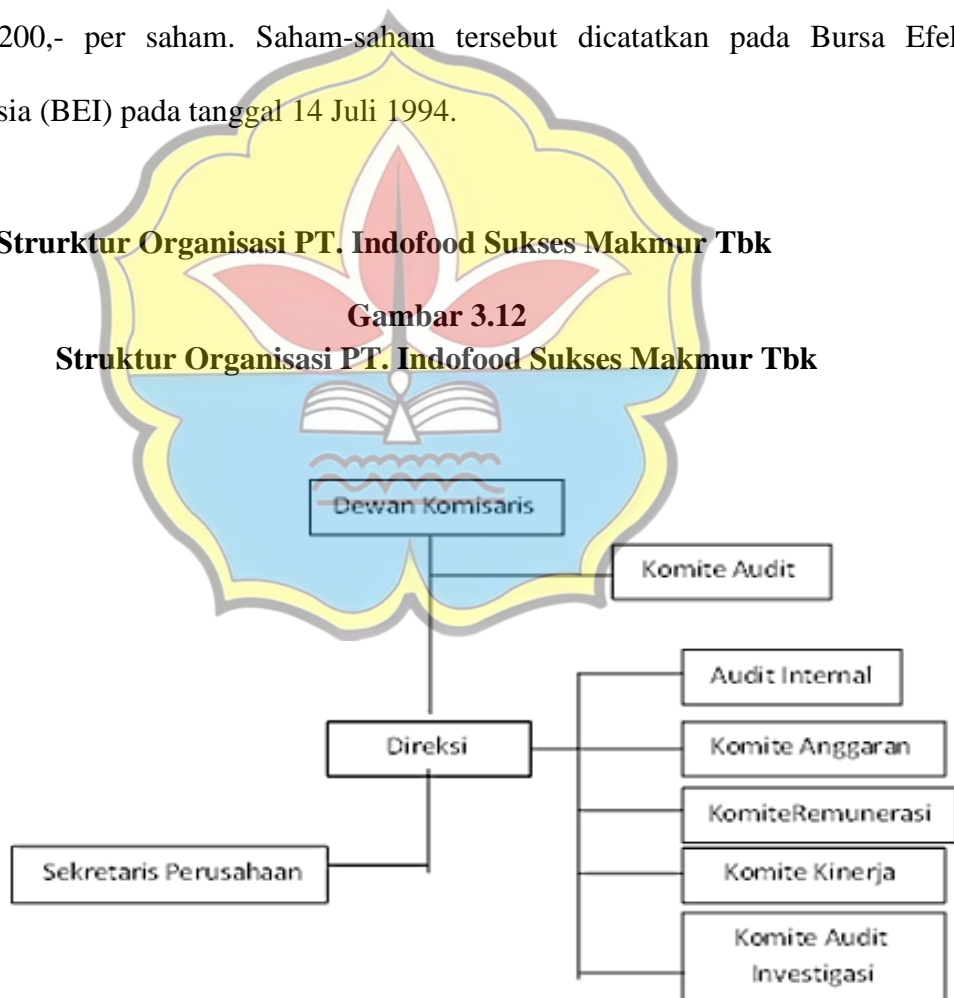 200,- per saham. Saham-saham tersebut dicatatkan pada Bursa
sia (BEI) pada tanggal 14 Juli 1994.
Strurktur Organisasi PT. Indofood Sukses Makmur Tbk
Gambar 3.12
Struktur Organisasi PT. Indofood Sukses Makmur Tbk
Dewan Komisaris
Komite Audit
Audit Internal
Direksi
Komite Anggaran
KomiteRemunerasi
Sekretaris Perusahaan
Komite Kinerja
Komite Audit
Investigasi